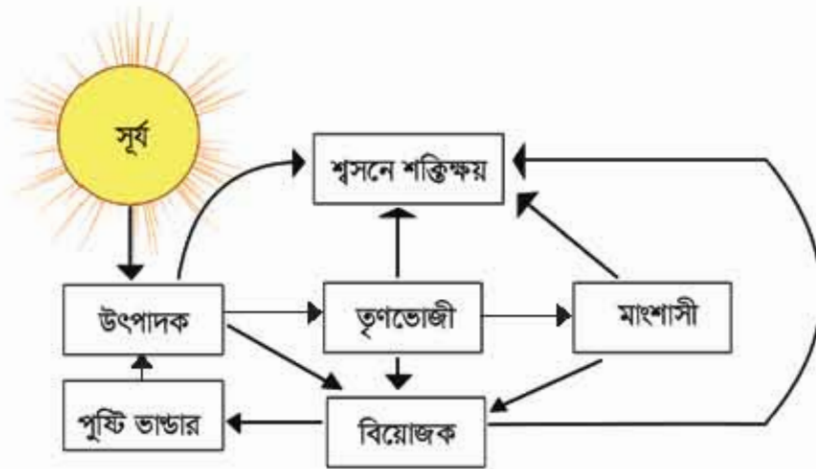 সূর্য
শ্বসনে শক্তিক্ষয়
উৎপাদক
তৃণভোজী
মাংশাসী
পুষ্টি ভাণ্ডার
বিয়োজক